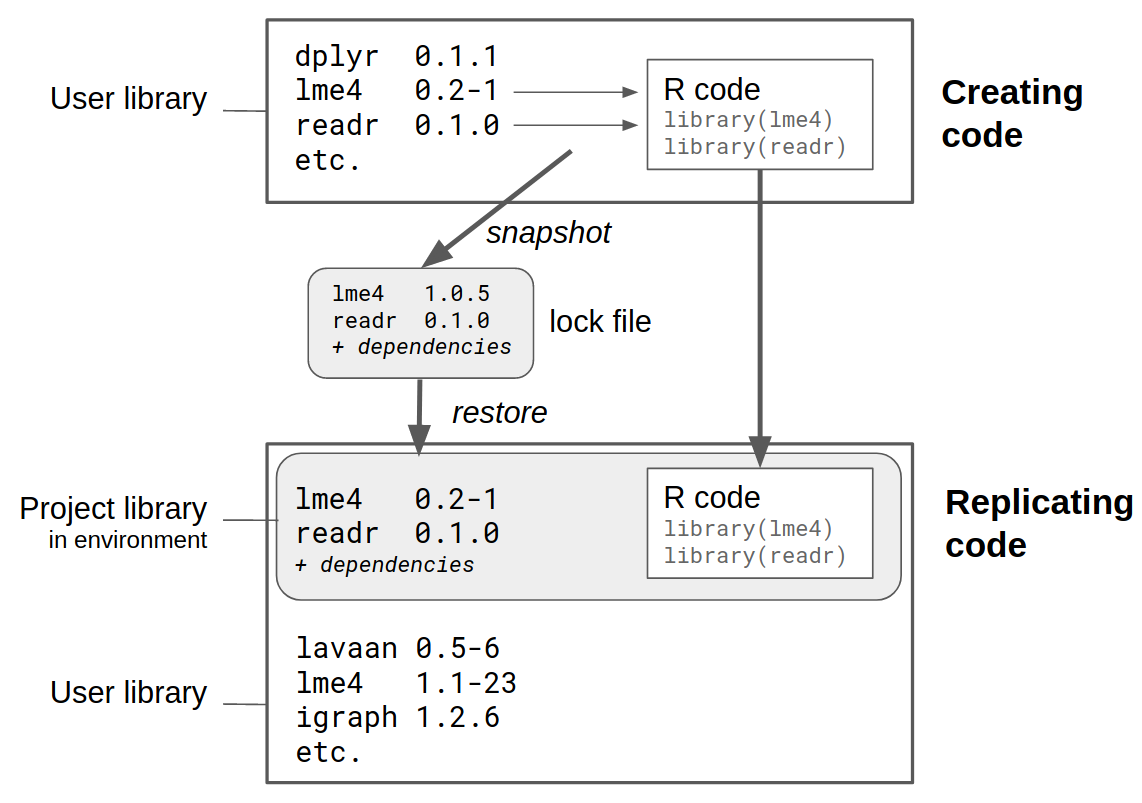 User library
dplyr 0.1.1
lme4 0.2-1
readr 0.1.0
etc.
R code
library(lme4)
library(readr)
Creating
code
snapshot
lme4 1.0.5
readr 0.1.0
+ dependencies
lock file
restore
Project library
in environment
lme4 0.2-1
readr 0.1.0
+ dependencies
R code
library(lme4)
library(readr)
Replicating
code
User library
lavaan 0.5-6
lme4 1.1-23
igraph 1.2.6
etc.